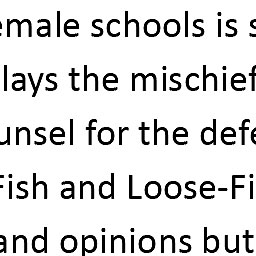 emale schools is s
lays the mischief
unsel for the defe
Fish and Loose-Fi
and opinions but